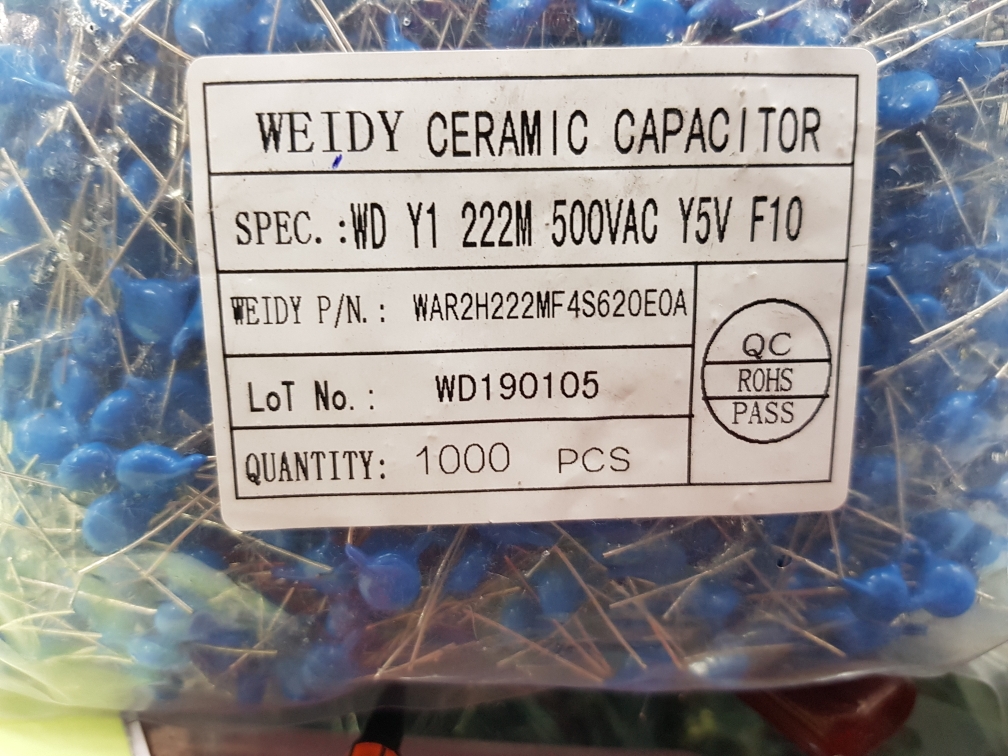 WEIDY CERAMIC CAPACITOR
SPEC.:WD Y1 222M 500VAC Y5V F10
WEIDY P/N.: WAR2H222MF4S620E0A
LOT No.: WD190105
QUANTITY: 1000 PCS
QC
ROHS
PASS